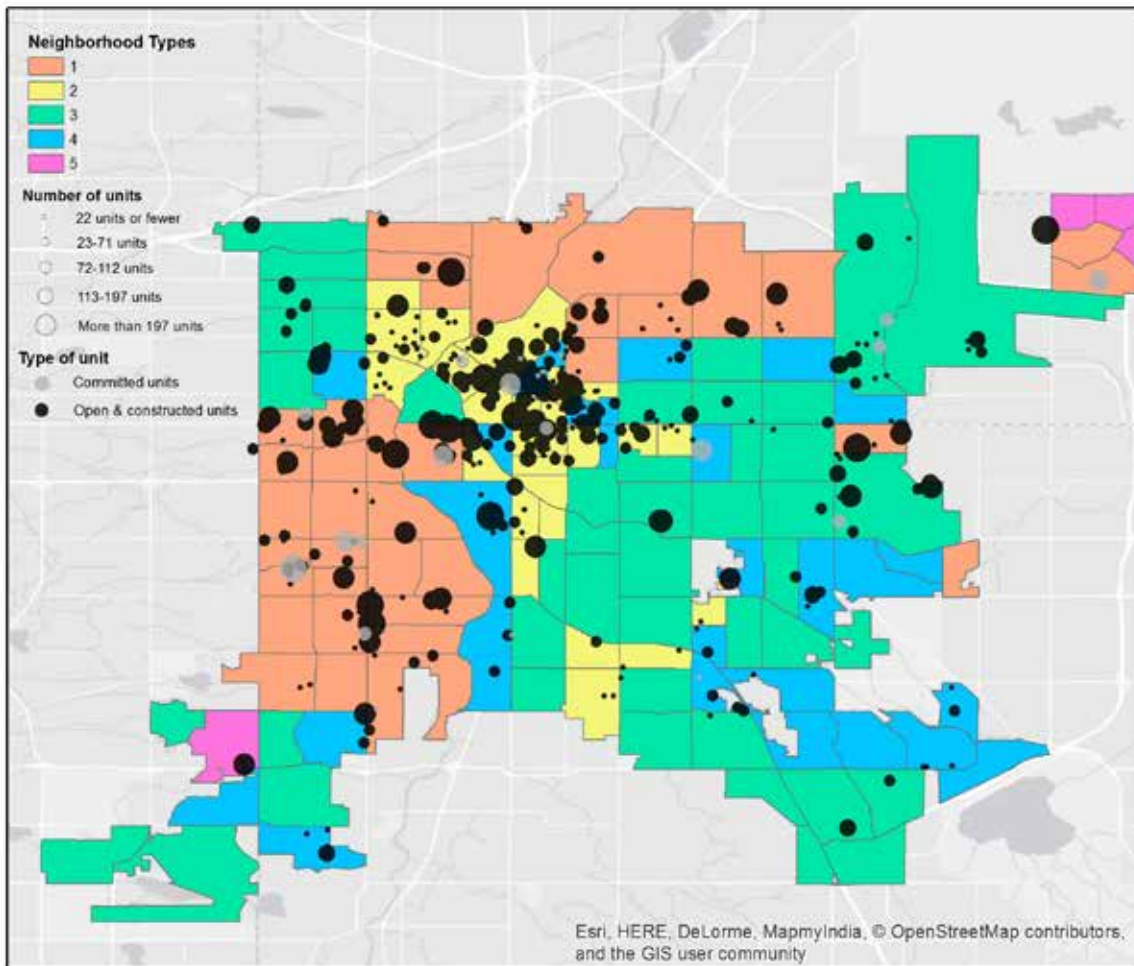 Neighborhood Types
1
2
3
4
5
Number of units
22 units or fewer
23-71 units
72-112 units
113-197 units
More than 197 units
Type of unit
Committed units
Open & constructed units
Esri, HERE, DeLorme, MapmyIndia, © OpenStreetMap contributors,
and the GIS user community